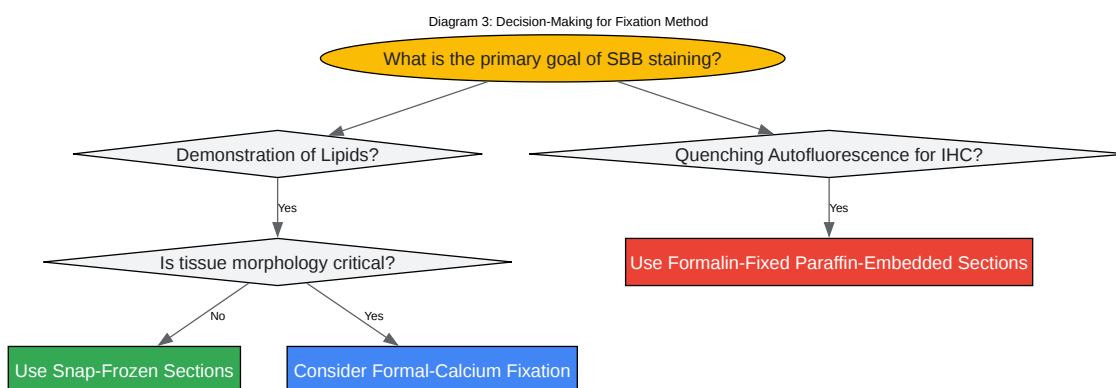 Diagram 3: Decision-Making for Fixation Method
What is the primary goal of SBB staining?
Demonstration of Lipids?
Quenching Autofluorescence for IHC?
Yes
Yes
Is tissue morphology critical?
Use Formalin-Fixed Paraffin-Embedded Sections
No
Yes
Use Snap-Frozen Sections
Consider Formal-Calcium Fixation